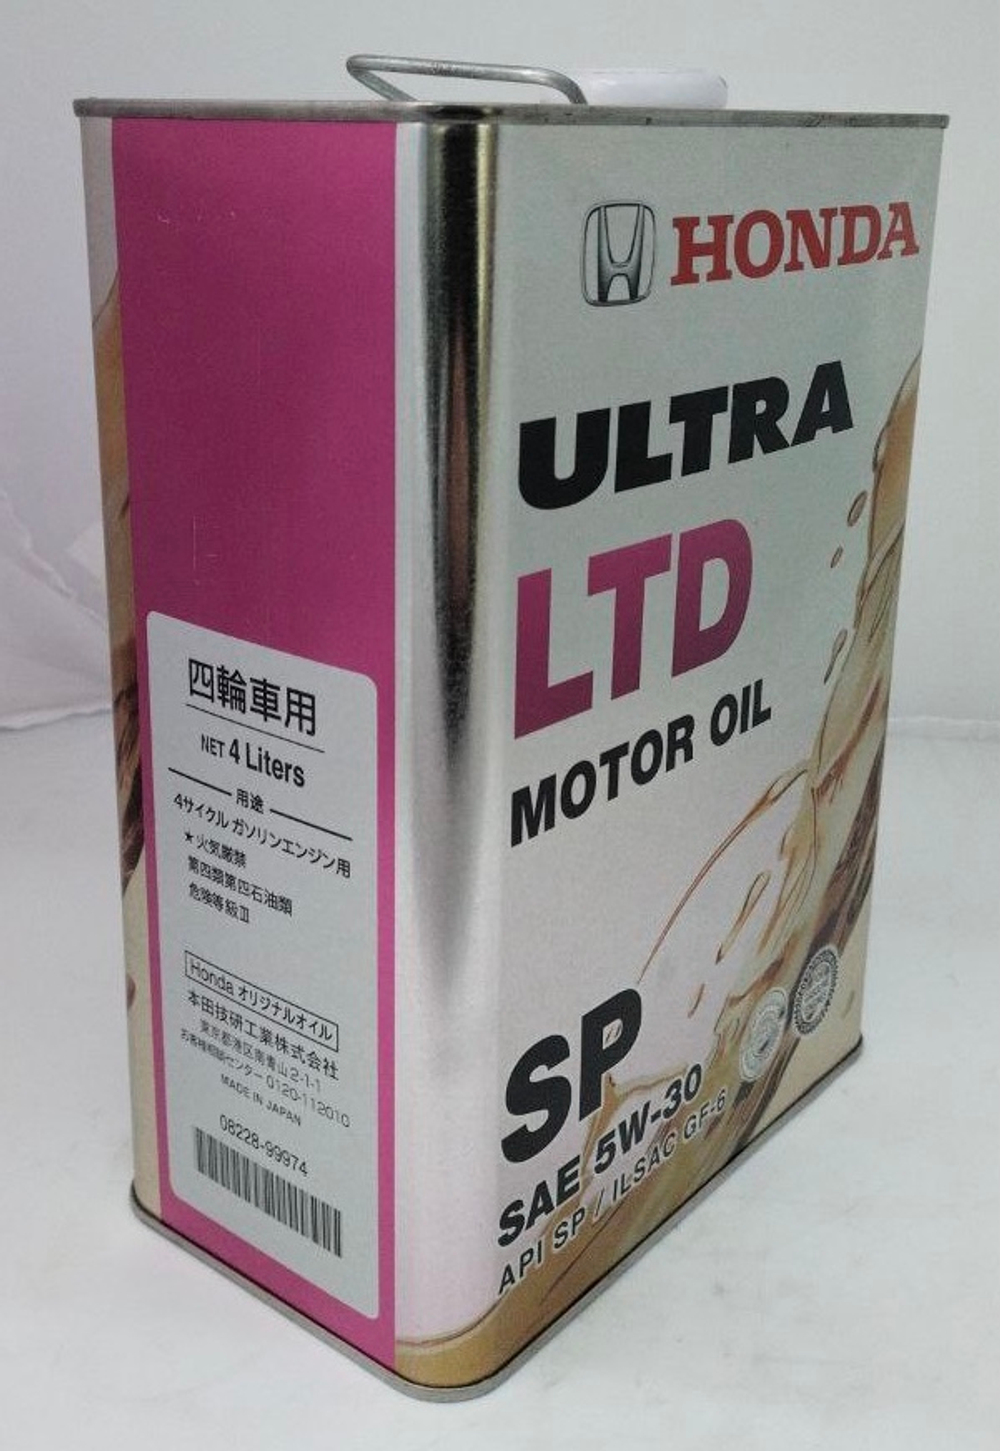 HONDA
ULTRA
LTD
MOTOR OIL
SP
SAE 5W-30
API SP / ILSAC GF-6
四輪車用
NET 4 Liters
用途
4サイクル ガソリンエンジン用
★火気厳禁
第四類第四石油類
危険等級Ⅲ
Honda オリジナルオイル
本田技研工業株式会社
東京都港区南青山2-1-1
お客様相談センター 0120-112010
MADE IN JAPAN
08228-99974